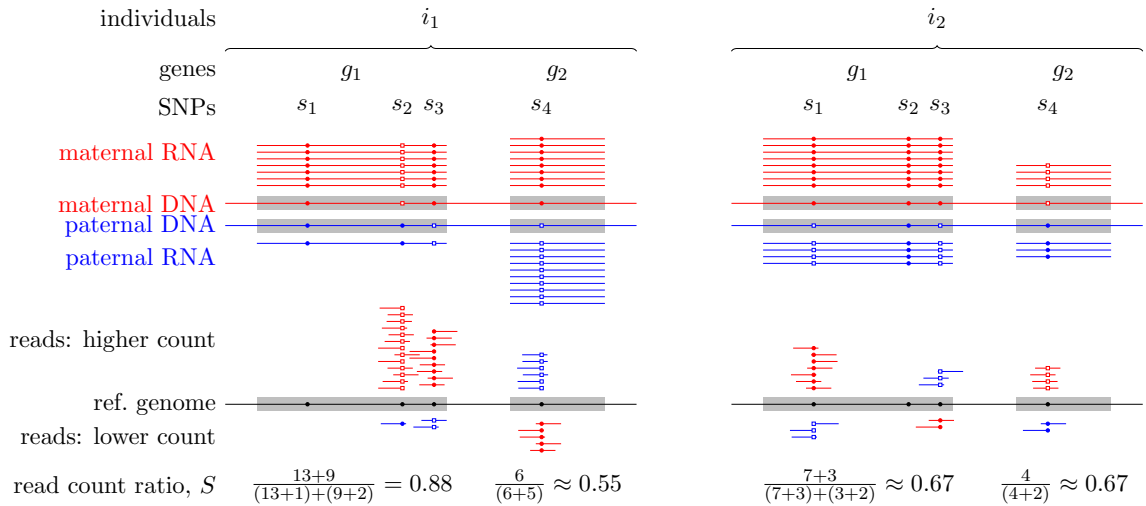 individuals i₁ i₂
genes g₁ g₂ g₁ g₂
SNPs s₁ s₂ s₃ s₄ s₁ s₂ s₃ s₄
maternal RNA
maternal DNA
paternal DNA
paternal RNA
reads: higher count
ref. genome
reads: lower count
read count ratio, S (13+9)/((13+1)+(9+2)) = 0.88 6/(6+5) ≈ 0.55 (7+3)/((7+3)+(3+2)) ≈ 0.67 4/(4+2) ≈ 0.67